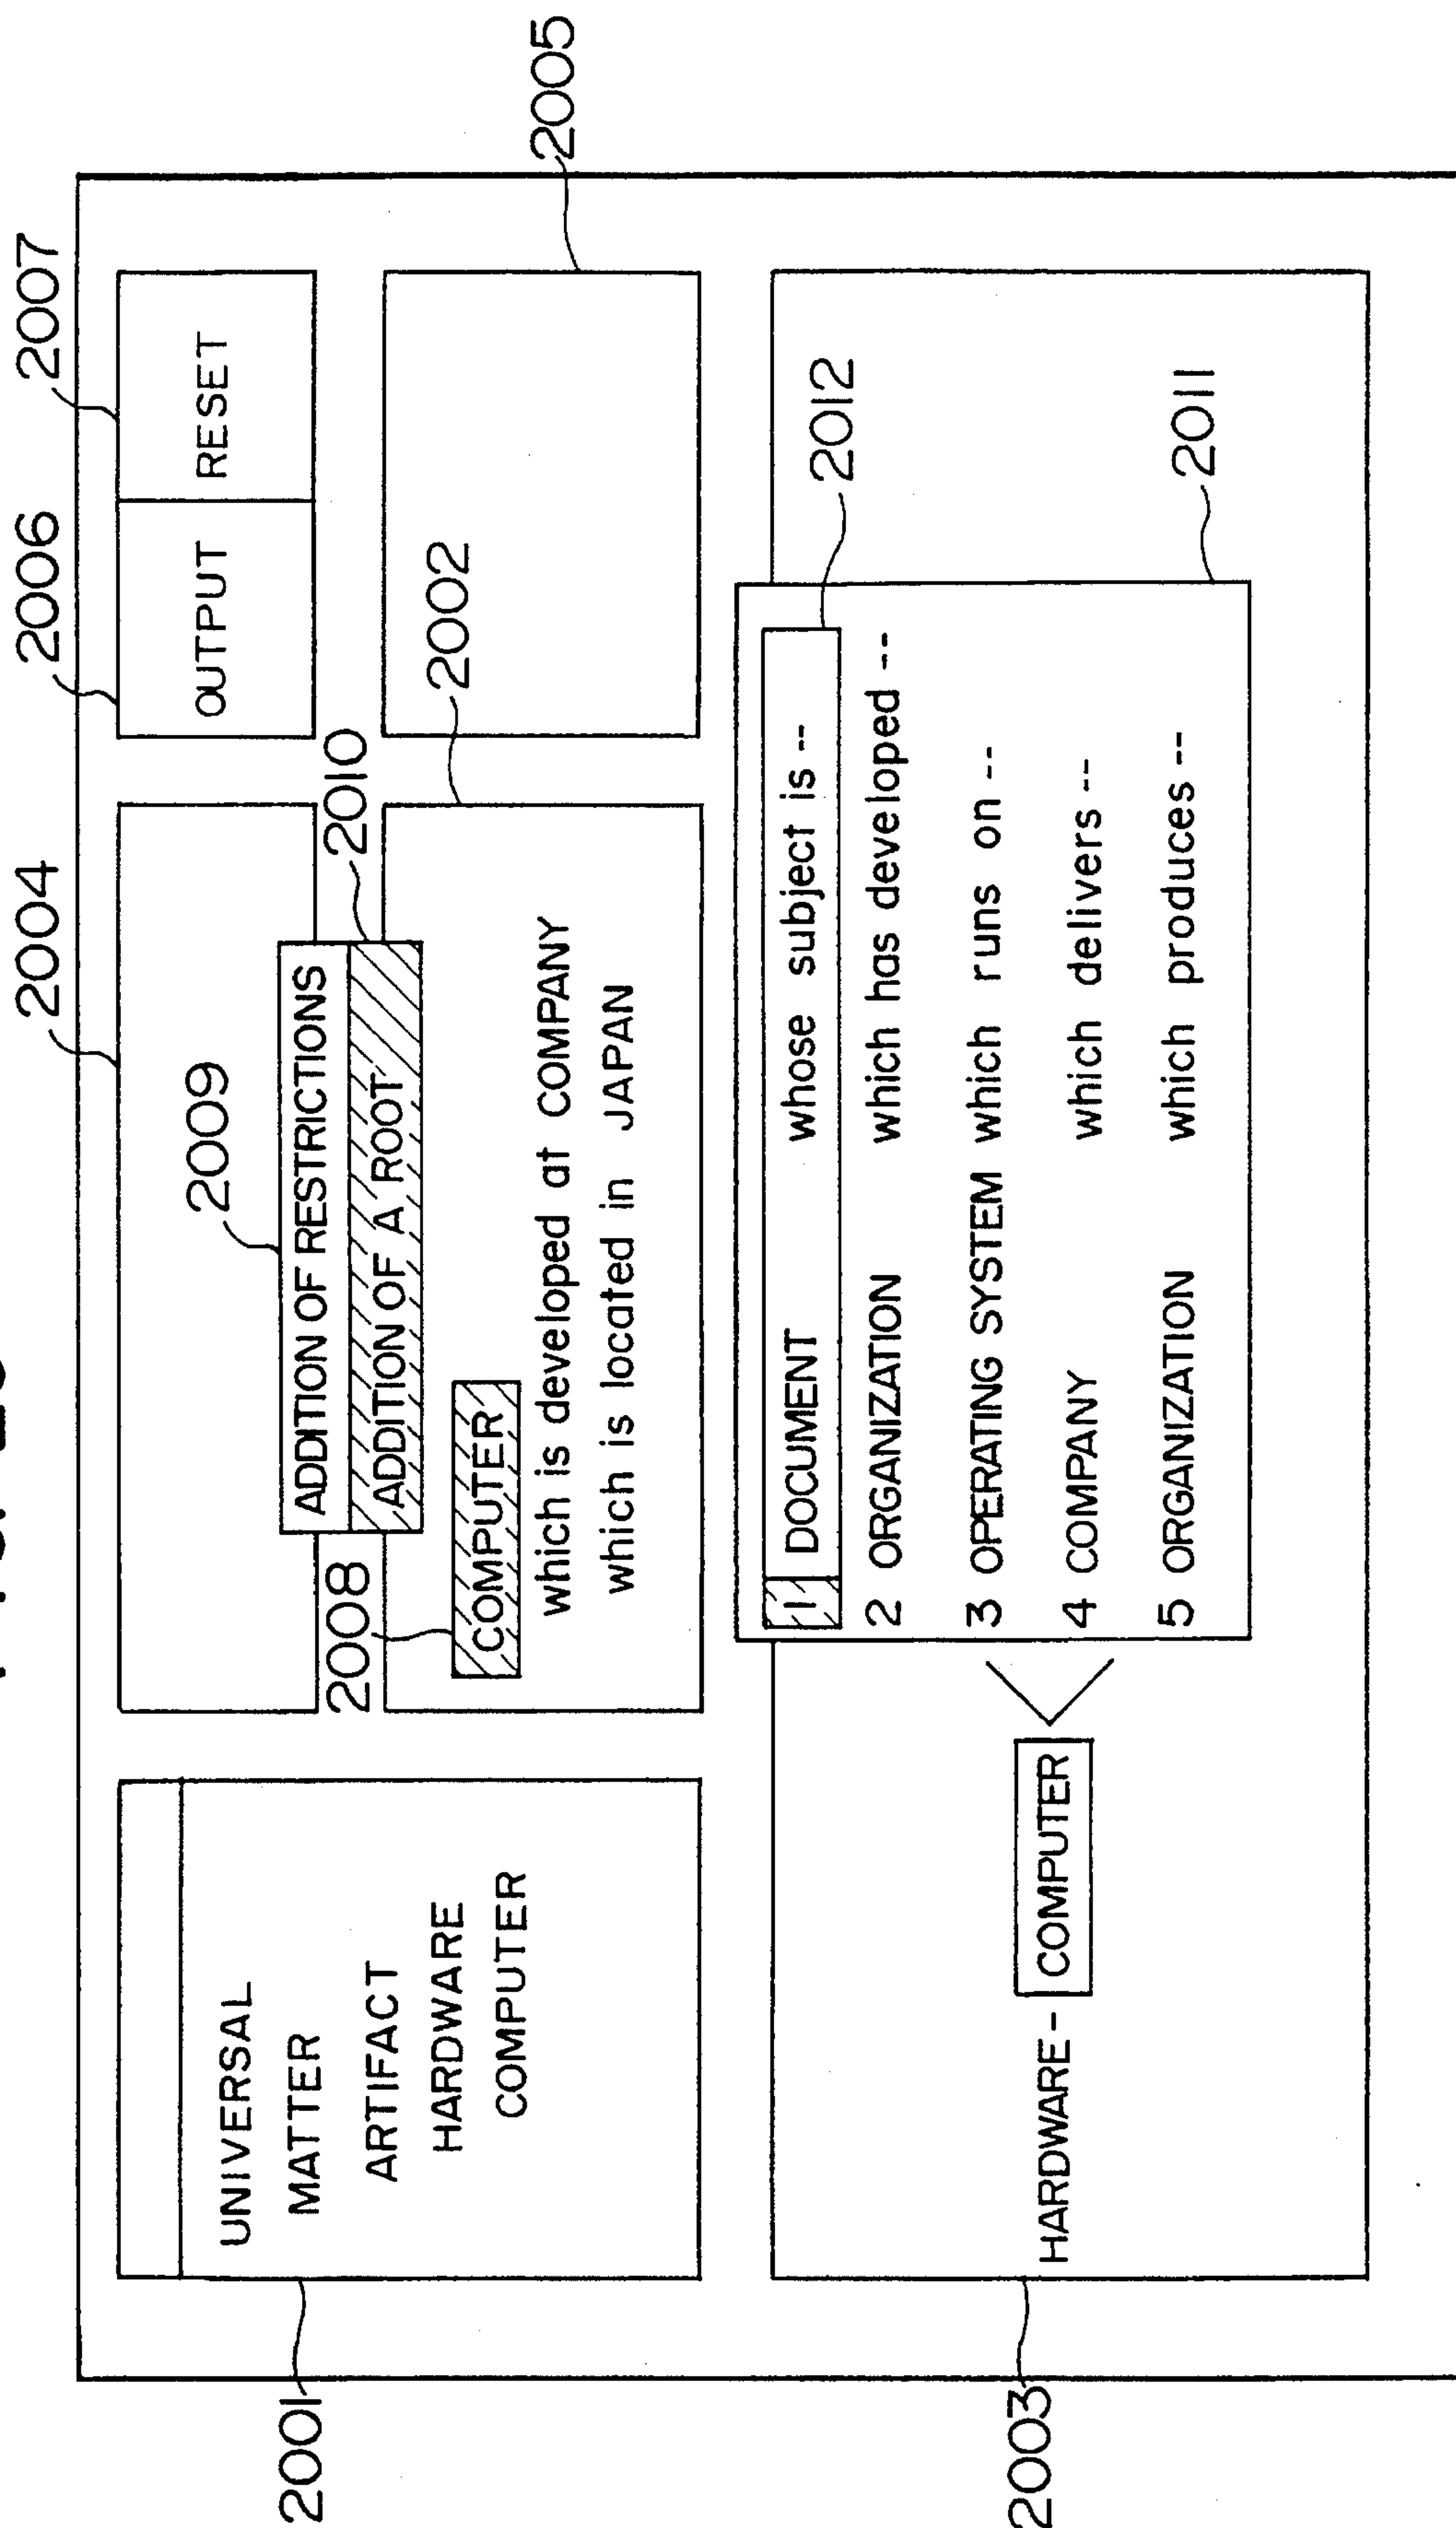 2004
2006
2007
2009
OUTPUT
RESET
ADDITION OF RESTRICTIONS
2010
ADDITION OF A ROOT
2008
2002
2005
COMPUTER
which is developed at COMPANY
which is located in JAPAN
2001
UNIVERSAL
MATTER
ARTIFACT
HARDWARE
COMPUTER
1 DOCUMENT whose subject is --
2012
2 ORGANIZATION which has developed --
3 OPERATING SYSTEM which runs on --
4 COMPANY which delivers --
5 ORGANIZATION which produces --
2011
2003
HARDWARE - COMPUTER